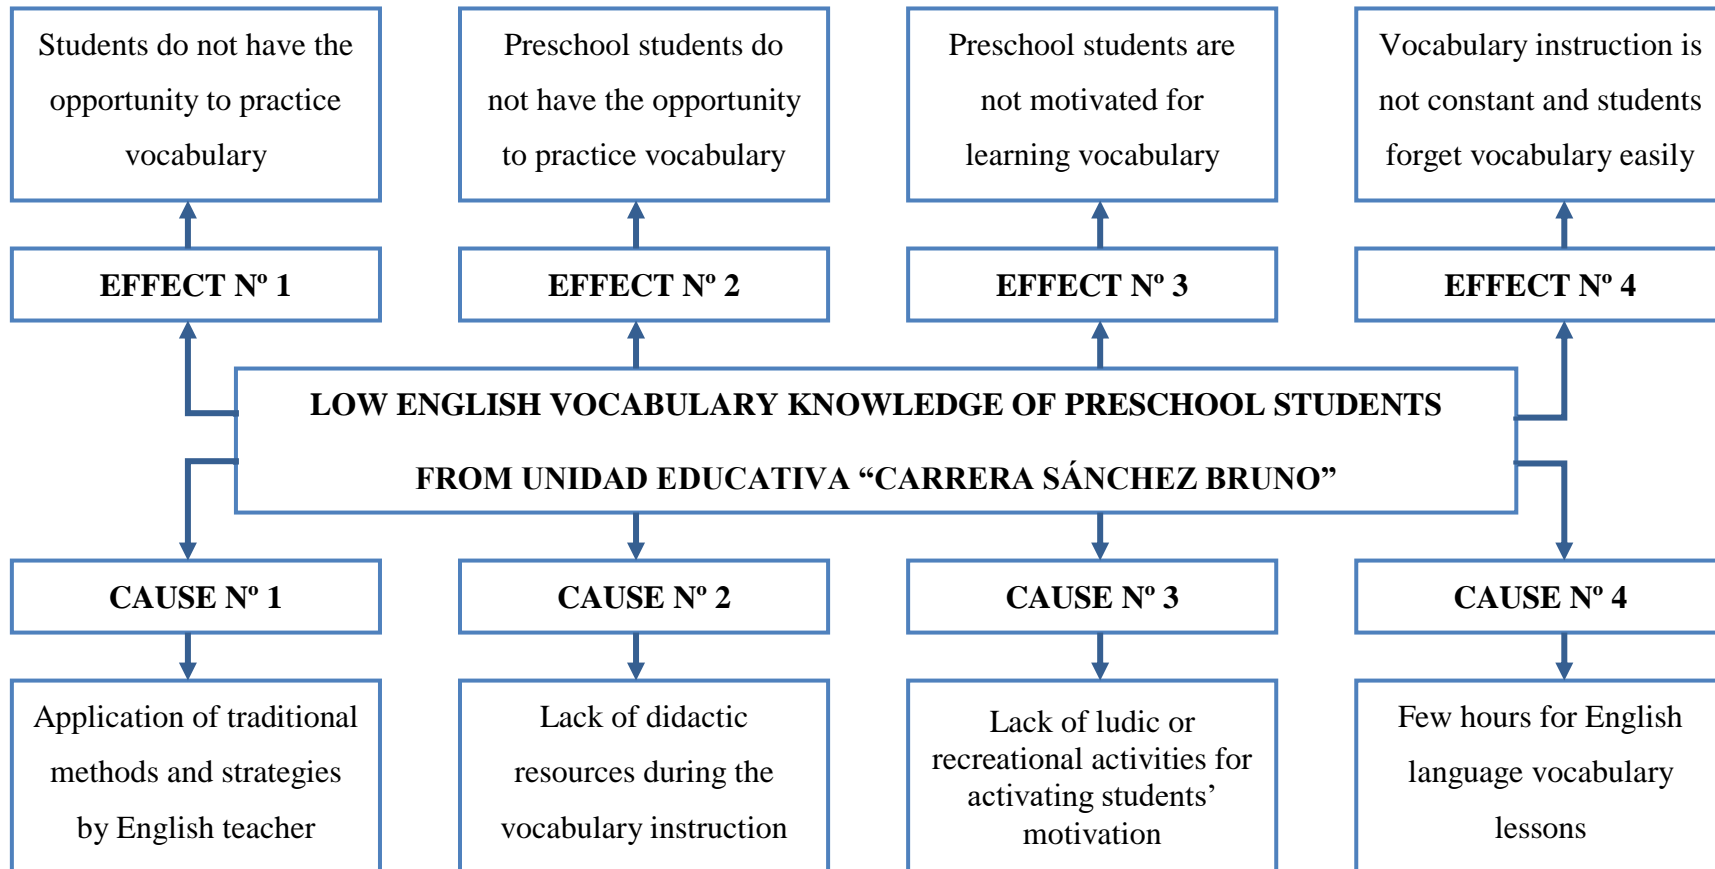 Students do not have the
opportunity to practice
vocabulary
Preschool students do
not have the opportunity
to practice vocabulary
Preschool students are
not motivated for
learning vocabulary
Vocabulary instruction is
not constant and students
forget vocabulary easily
EFFECT Nº 1
EFFECT Nº 2
EFFECT Nº 3
EFFECT Nº 4
LOW ENGLISH VOCABULARY KNOWLEDGE OF PRESCHOOL STUDENTS
FROM UNIDAD EDUCATIVA “CARRERA SÁNCHEZ BRUNO”
CAUSE Nº 1
CAUSE Nº 2
CAUSE Nº 3
CAUSE Nº 4
Application of traditional
methods and strategies
by English teacher
Lack of didactic
resources during the
vocabulary instruction
Lack of ludic or
recreational activities for
activating students’
motivation
Few hours for English
language vocabulary
lessons